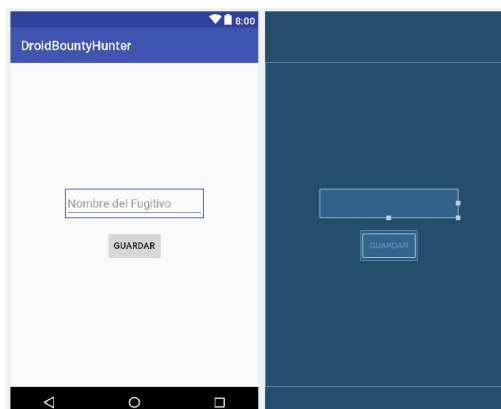 8:00
DroidBountyHunter
Nombre del Fugitivo
GUARDAR
GUARDAR